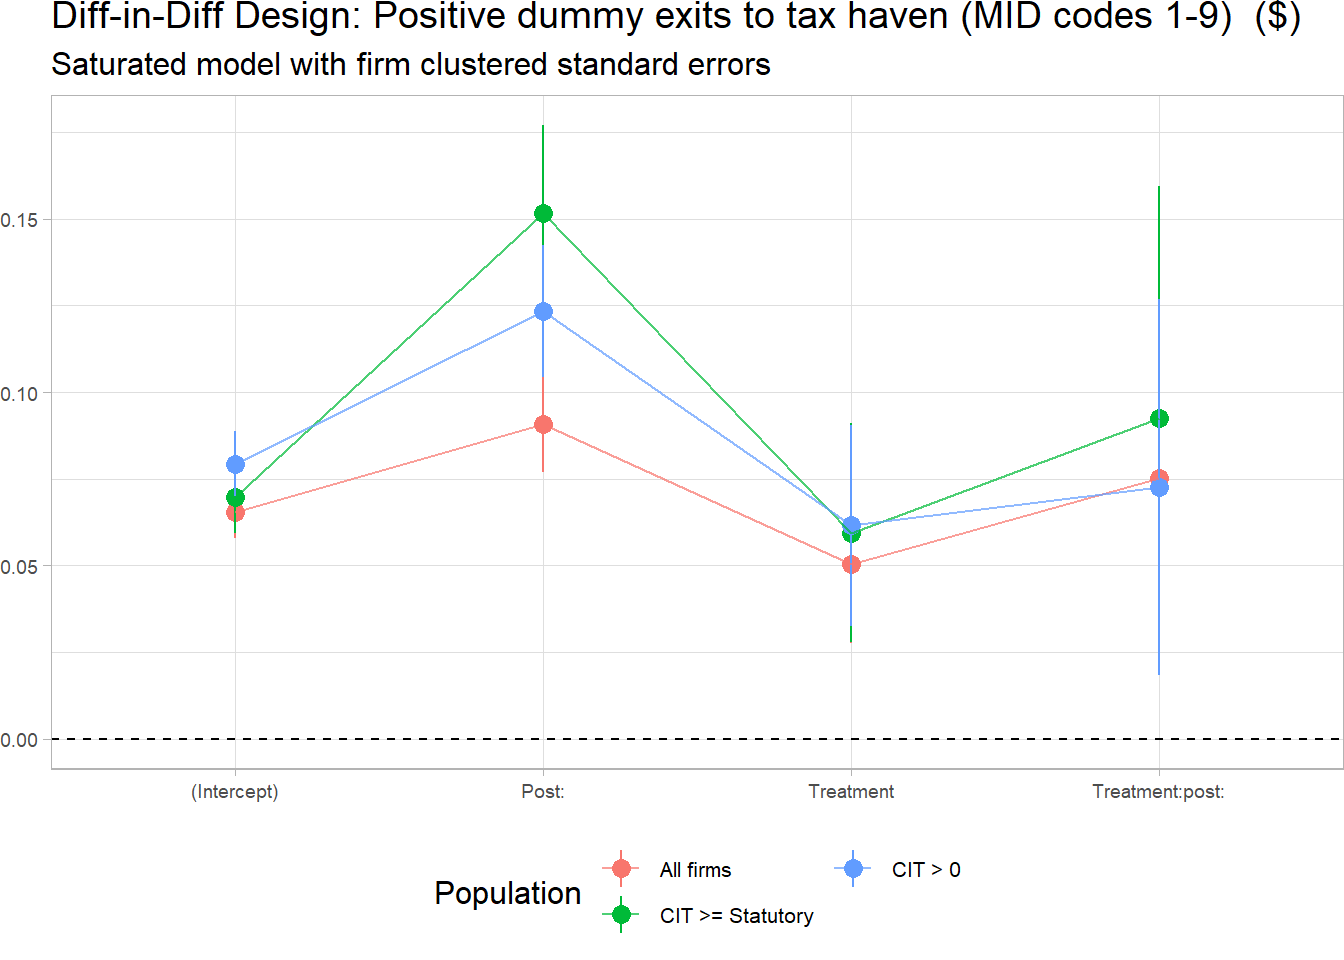 Diff-in-Diff Design: Positive dummy exits to tax haven (MID codes 1-9)  ($)
Saturated model with firm clustered standard errors
0.15
0.10
0.05
0.00
(Intercept) Post: Treatment Treatment:post:
Population
All firms
CIT > 0
CIT >= Statutory